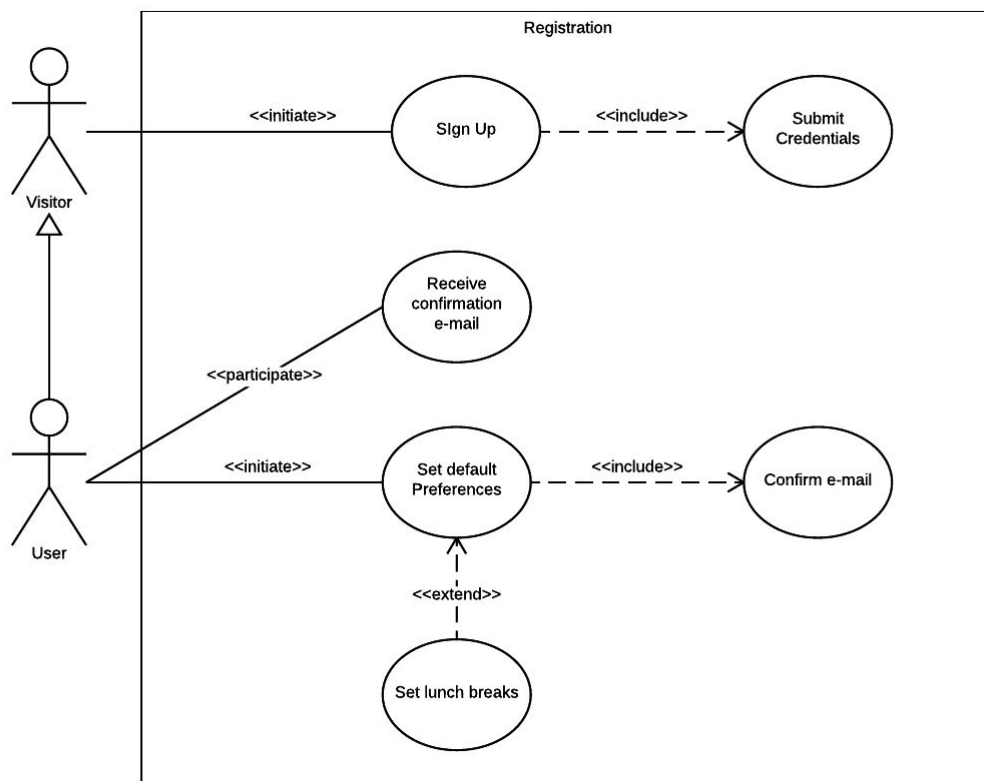 Registration
<<initiate>>
SIgn Up
<<include>>
Submit
Credentials
Visitor
Receive
confirmation
e-mail
<<participate>>
<<initiate>>
Set default
Preferences
<<include>>
Confirm e-mail
User
<<extend>>
Set lunch breaks